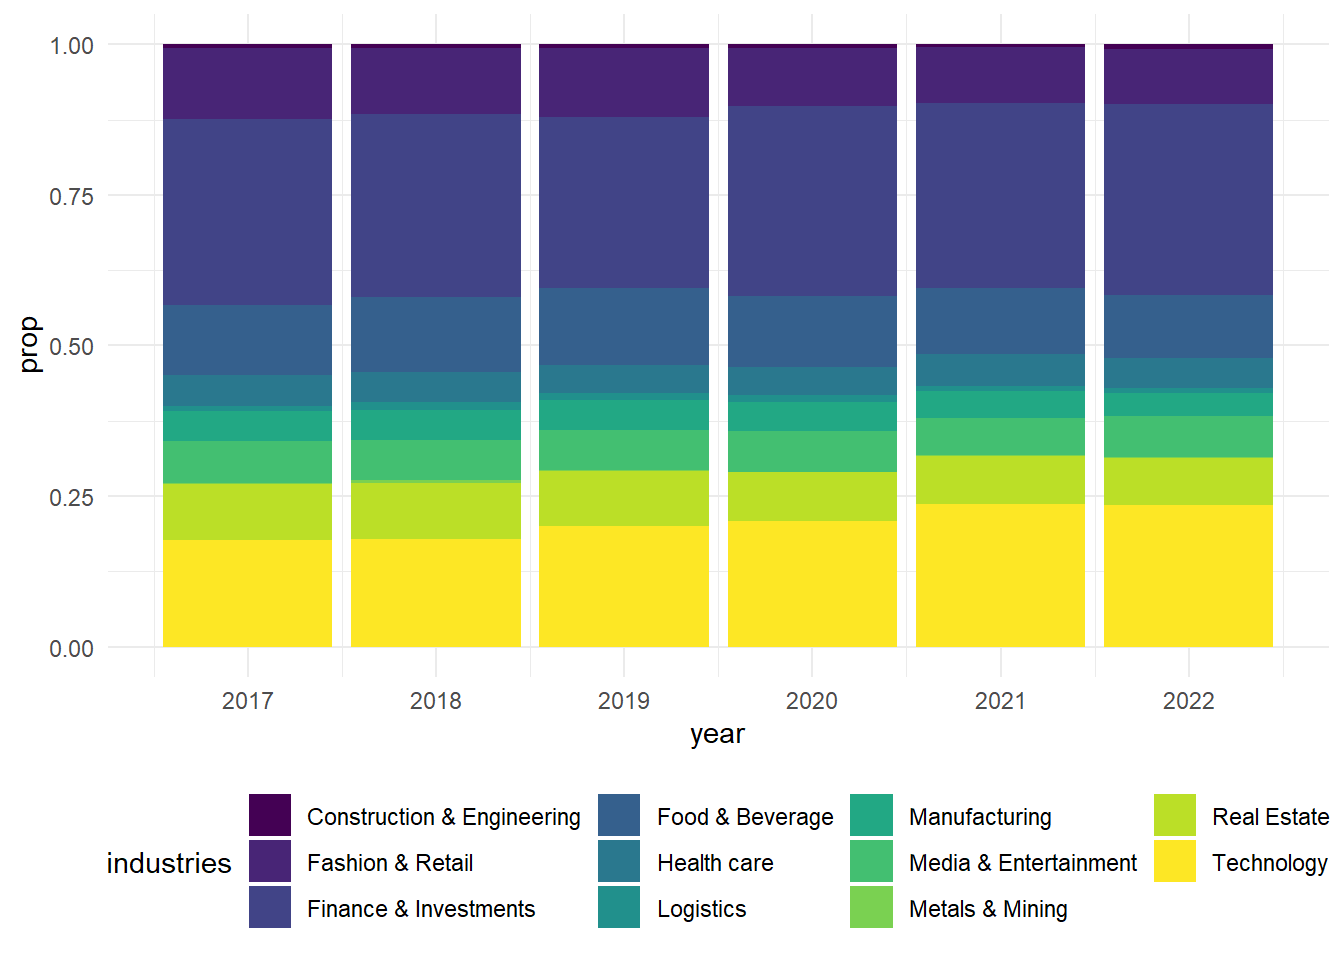 1.00
0.75
0.50
0.25
0.00
prop
2017 2018 2019 2020 2021 2022
year
industries
Construction & Engineering
Fashion & Retail
Finance & Investments
Food & Beverage
Health care
Logistics
Manufacturing
Media & Entertainment
Metals & Mining
Real Estate
Technology